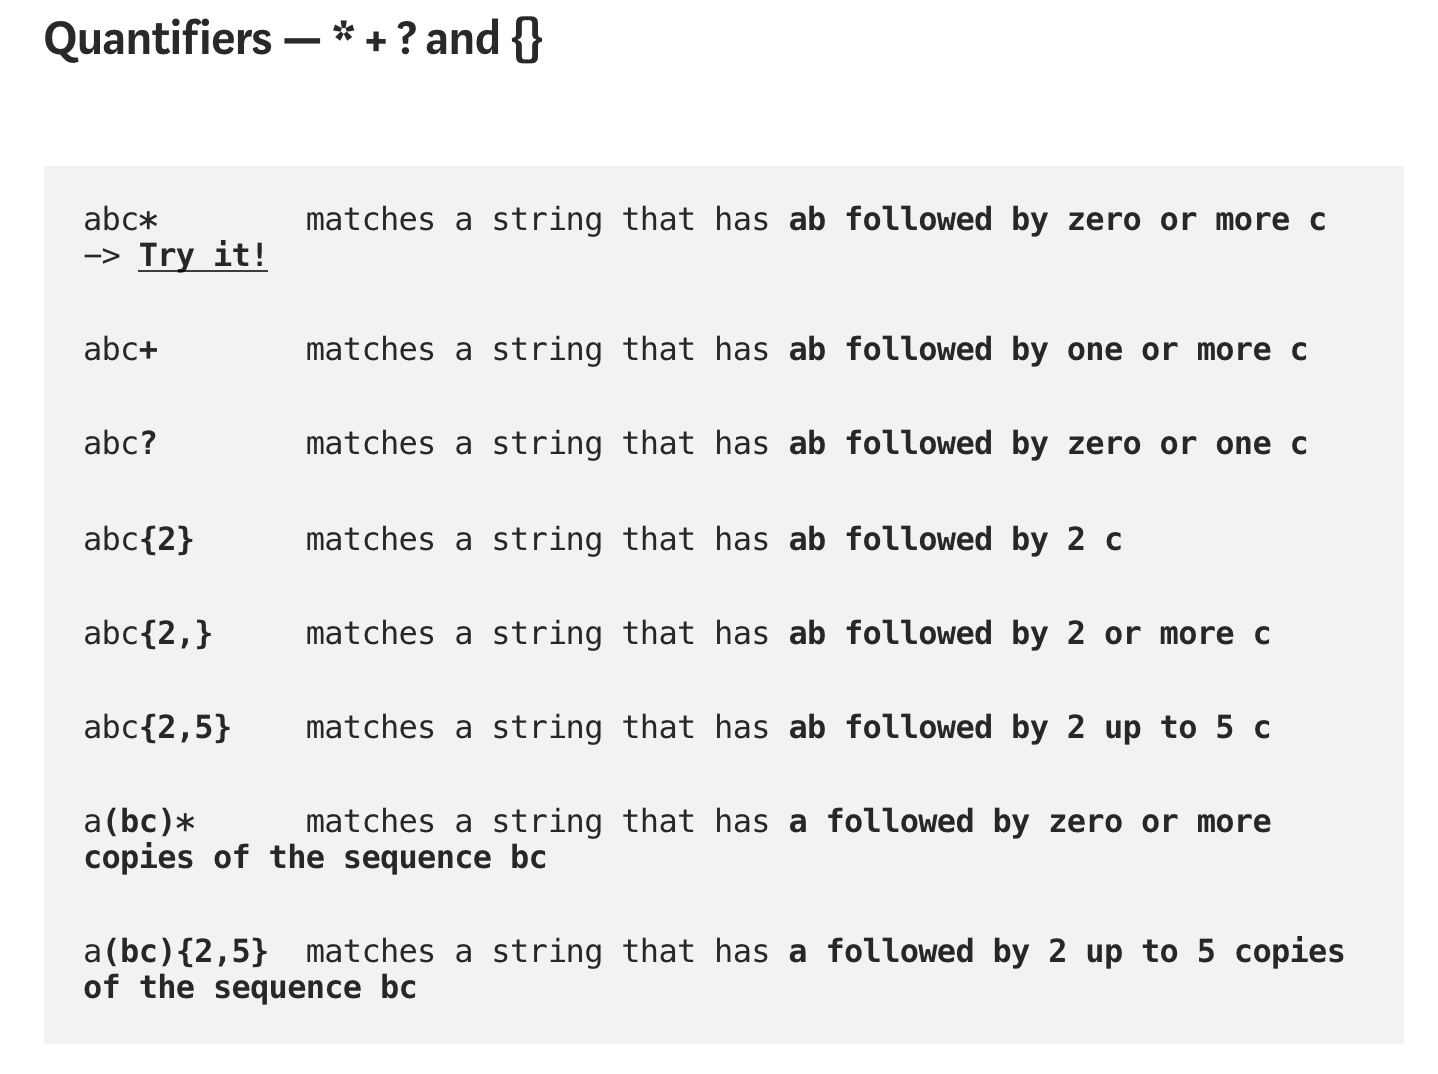 Quantifiers — * + ? and {}
abc*        matches a string that has ab followed by zero or more c
–> Try it!
abc+        matches a string that has ab followed by one or more c
abc?        matches a string that has ab followed by zero or one c
abc{2}      matches a string that has ab followed by 2 c
abc{2,}     matches a string that has ab followed by 2 or more c
abc{2,5}    matches a string that has ab followed by 2 up to 5 c
a(bc)*      matches a string that has a followed by zero or more
copies of the sequence bc
a(bc){2,5}  matches a string that has a followed by 2 up to 5 copies
of the sequence bc